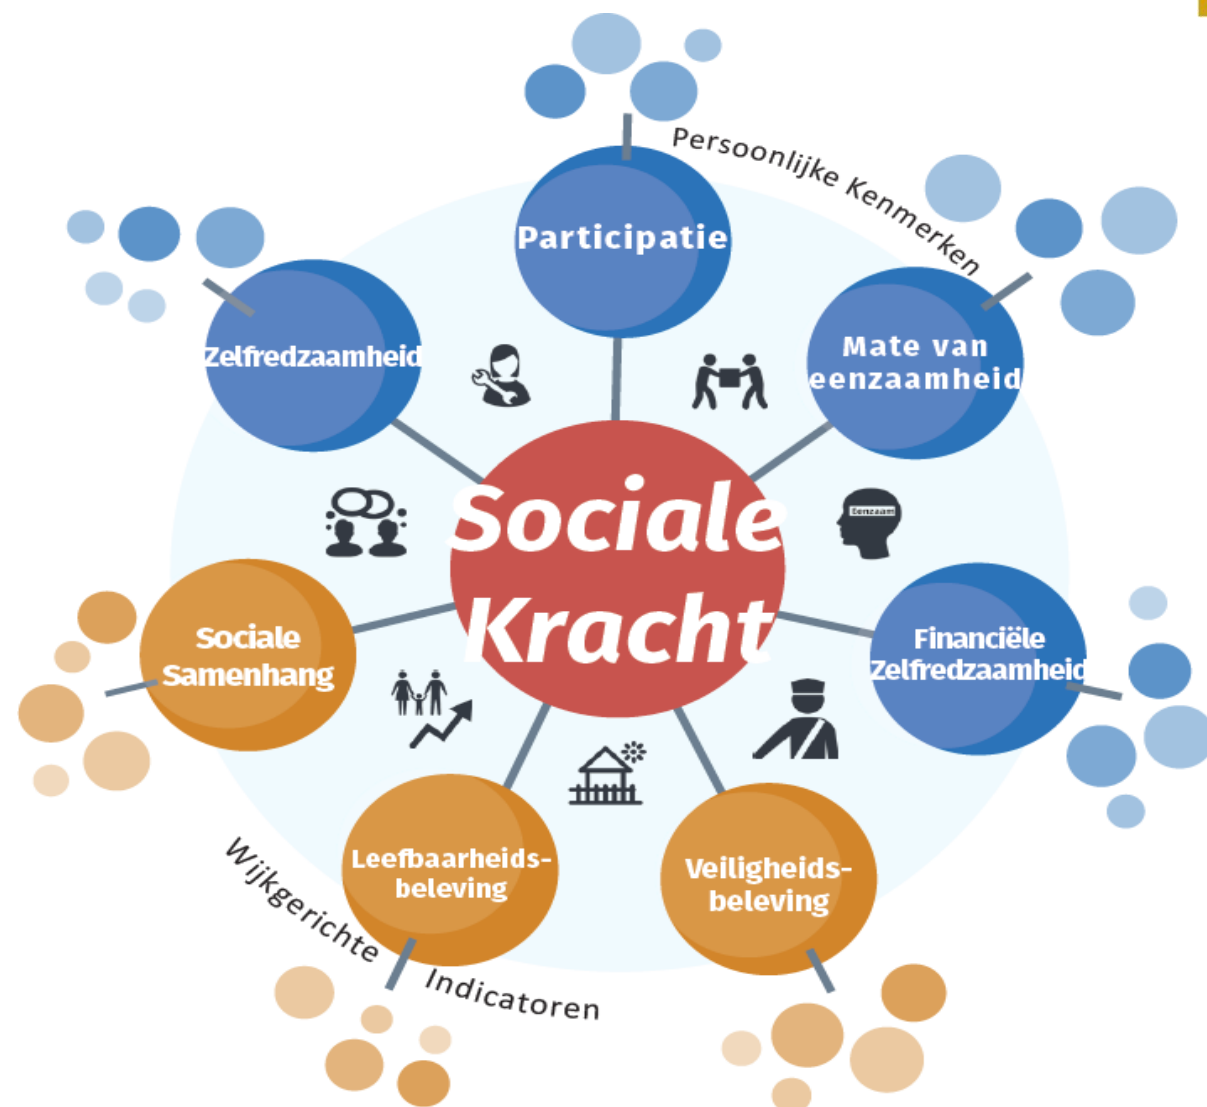 Persoonlijke Kenmerken
Participatie
Zelfredzaamheid
Mate van
eenzaamheid
Sociale
Kracht
Eenzaam
Sociale
Samenhang
Financiële
Zelfredzaamheid
Leefbaarheids-
beleving
Veiligheids-
beleving
Wijkgerichte Indicatoren